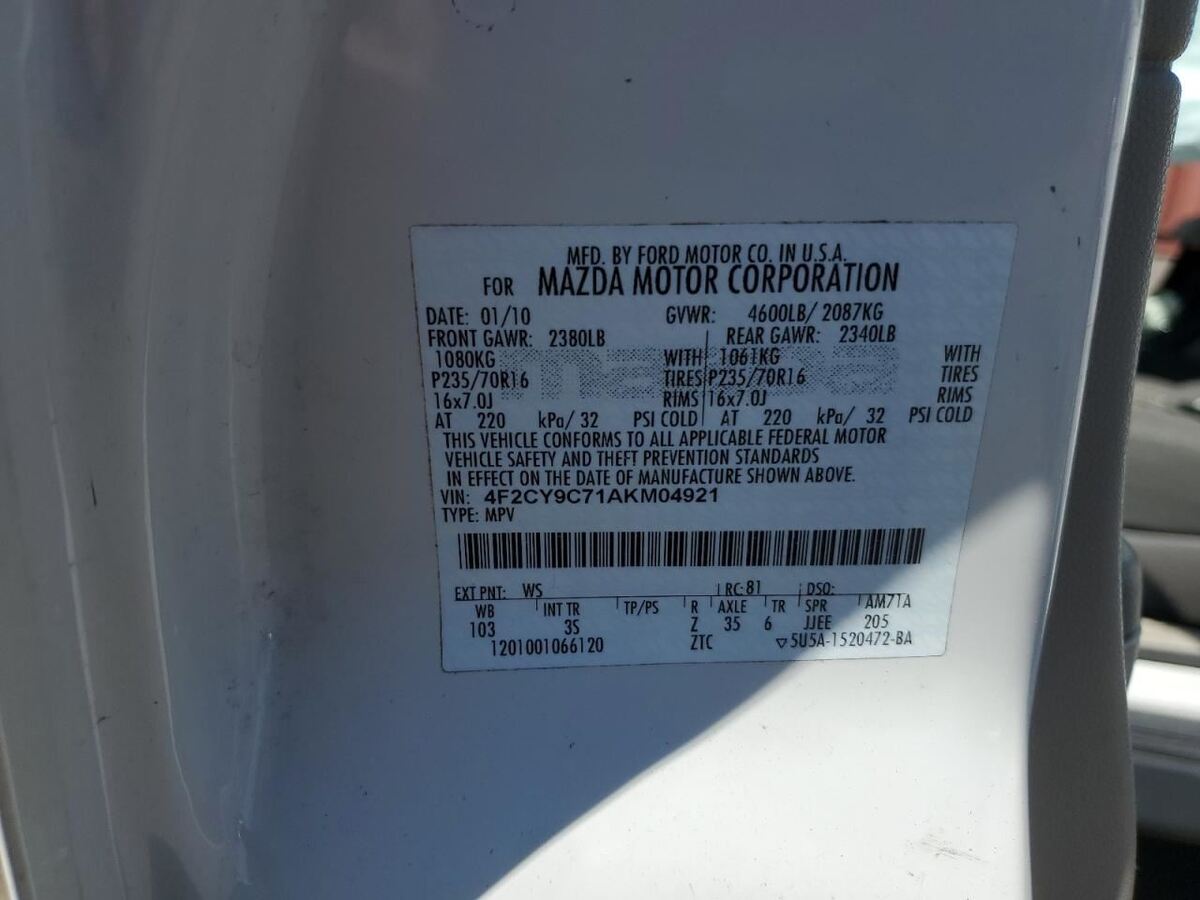 MFD. BY FORD MOTOR CO. IN U.S.A.
FOR MAZDA MOTOR CORPORATION
DATE: 01/10 GVWR: 4600LB/ 2087KG
FRONT GAWR: 2380LB REAR GAWR: 2340LB
1080KG WITH 1061KG WITH
P235/70R16 TIRES P235/70R16 TIRES
16x7.0J RIMS 16x7.0J RIMS
AT 220 kPa/ 32 PSI COLD AT 220 kPa/ 32 PSI COLD
THIS VEHICLE CONFORMS TO ALL APPLICABLE FEDERAL MOTOR
VEHICLE SAFETY AND THEFT PREVENTION STANDARDS
IN EFFECT ON THE DATE OF MANUFACTURE SHOWN ABOVE.
VIN: 4F2CY9C71AKM04921
TYPE: MPV
EXT PNT: WS RC: 81 DSO:
WB INT TR TP/PS R AXLE TR SPR AM71A
103 3S Z 35 6 JJEE 205
1201001066120 ZTC ▽5U5A-1520472-BA